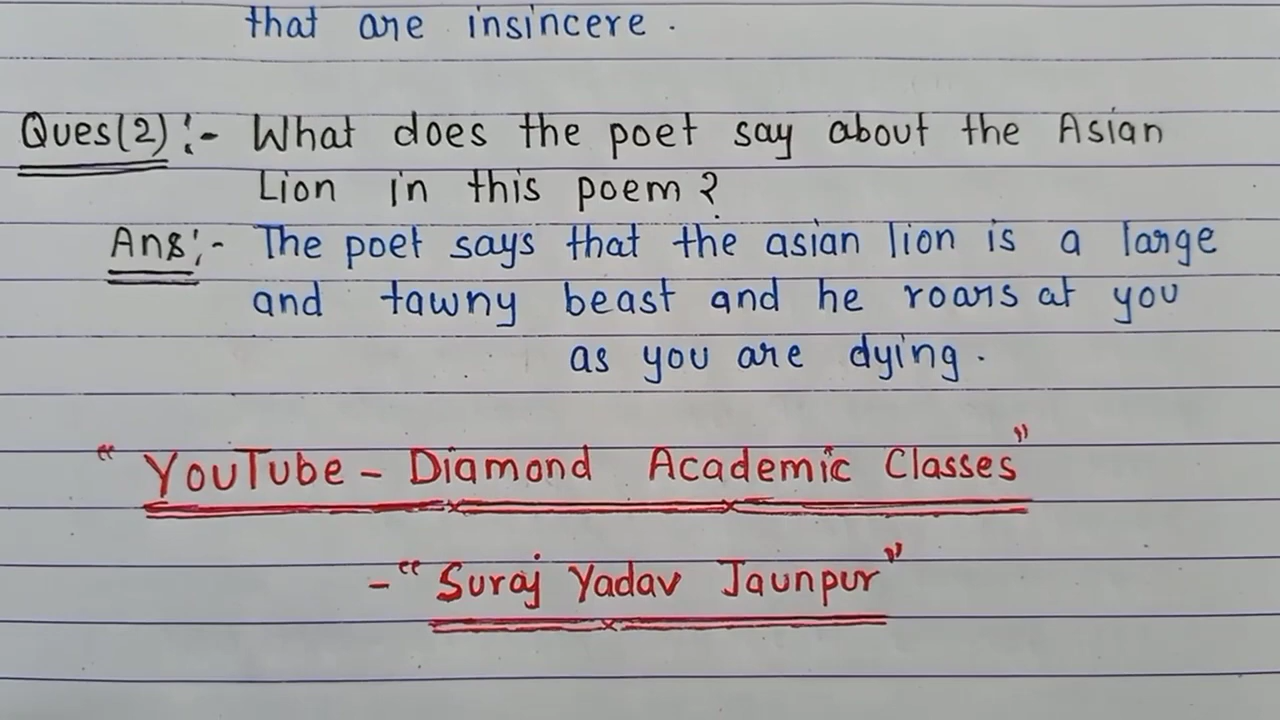 that are insincere.
Ques(2):- What does the poet say about the Asian
Lion in this poem?
Ans:- The poet says that the asian lion is a large
and tawny beast and he roars at you
as you are dying.
"YouTube - Diamond Academic Classes"
-"Suraj Yadav Jaunpur"